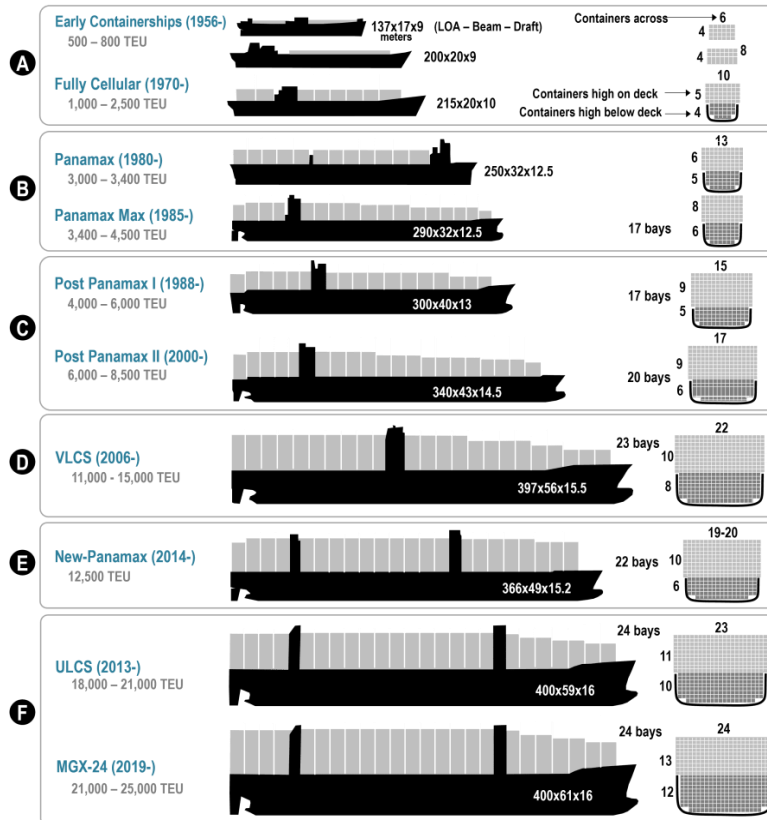 A
Early Containerships (1956-)
500 – 800 TEU
137x17x9
meters
(LOA – Beam – Draft)
Containers across
6
4
200x20x9
8
4
Fully Cellular (1970-)
1,000 – 2,500 TEU
215x20x10
10
Containers high on deck
5
Containers high below deck
4
B
Panamax (1980-)
3,000 – 3,400 TEU
250x32x12.5
13
6
5
Panamax Max (1985-)
3,400 – 4,500 TEU
290x32x12.5
17 bays
8
6
C
Post Panamax I (1988-)
4,000 – 6,000 TEU
300x40x13
17 bays
15
9
5
Post Panamax II (2000-)
6,000 – 8,500 TEU
340x43x14.5
20 bays
17
9
6
D
VLCS (2006-)
11,000 - 15,000 TEU
397x56x15.5
23 bays
22
10
8
E
New-Panamax (2014-)
12,500 TEU
366x49x15.2
22 bays
19-20
10
6
F
ULCS (2013-)
18,000 – 21,000 TEU
400x59x16
24 bays
23
11
10
MGX-24 (2019-)
21,000 – 25,000 TEU
400x61x16
24 bays
24
13
12